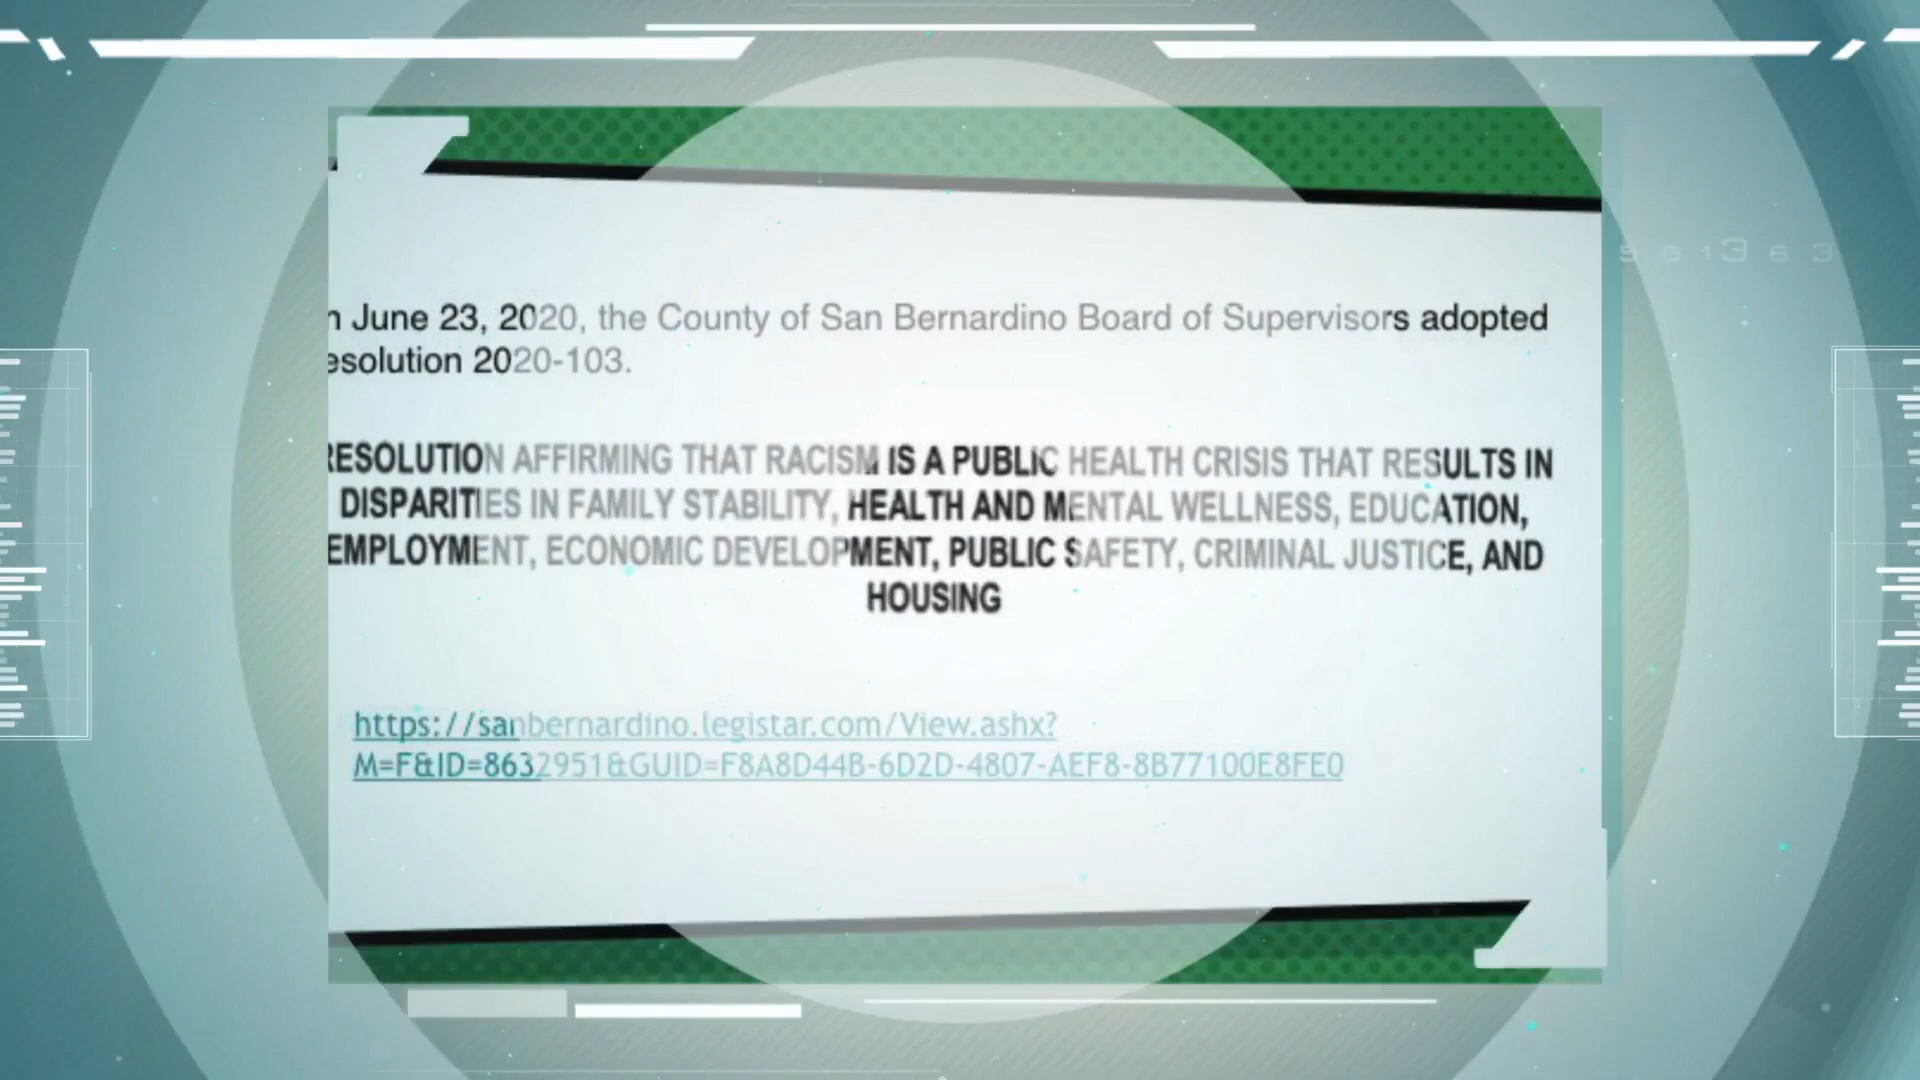 n June 23, 2020, the County of San Bernardino Board of Supervisors adopted
esolution 2020-103.
RESOLUTION AFFIRMING THAT RACISM IS A PUBLIC HEALTH CRISIS THAT RESULTS IN
DISPARITIES IN FAMILY STABILITY, HEALTH AND MENTAL WELLNESS, EDUCATION,
EMPLOYMENT, ECONOMIC DEVELOPMENT, PUBLIC SAFETY, CRIMINAL JUSTICE, AND
HOUSING
https://sanbernardino.legistar.com/View.ashx?
M=F&ID=8632951&GUID=F8A8D44B-6D2D-4807-AEF8-8B77100E8FE0